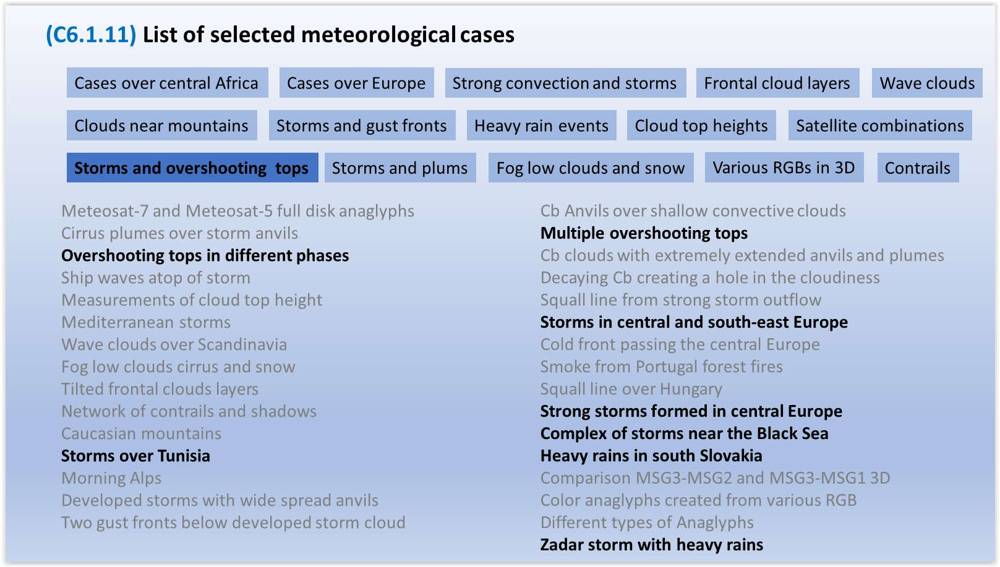 (C6.1.11) List of selected meteorological cases
Cases over central Africa Cases over Europe Strong convection and storms Frontal cloud layers Wave clouds
Clouds near mountains Storms and gust fronts Heavy rain events Cloud top heights Satellite combinations
Storms and overshooting tops Storms and plums Fog low clouds and snow Various RGBs in 3D Contrails
Meteosat-7 and Meteosat-5 full disk anaglyphs
Cirrus plumes over storm anvils
Overshooting tops in different phases
Ship waves atop of storm
Measurements of cloud top height
Mediterranean storms
Wave clouds over Scandinavia
Fog low clouds cirrus and snow
Tilted frontal clouds layers
Network of contrails and shadows
Caucasian mountains
Storms over Tunisia
Morning Alps
Developed storms with wide spread anvils
Two gust fronts below developed storm cloud
Cb Anvils over shallow convective clouds
Multiple overshooting tops
Cb clouds with extremely extended anvils and plumes
Decaying Cb creating a hole in the cloudiness
Squall line from strong storm outflow
Storms in central and south-east Europe
Cold front passing the central Europe
Smoke from Portugal forest fires
Squall line over Hungary
Strong storms formed in central Europe
Complex of storms near the Black Sea
Heavy rains in south Slovakia
Comparison MSG3-MSG2 and MSG3-MSG1 3D
Color anaglyphs created from various RGB
Different types of Anaglyphs
Zadar storm with heavy rains